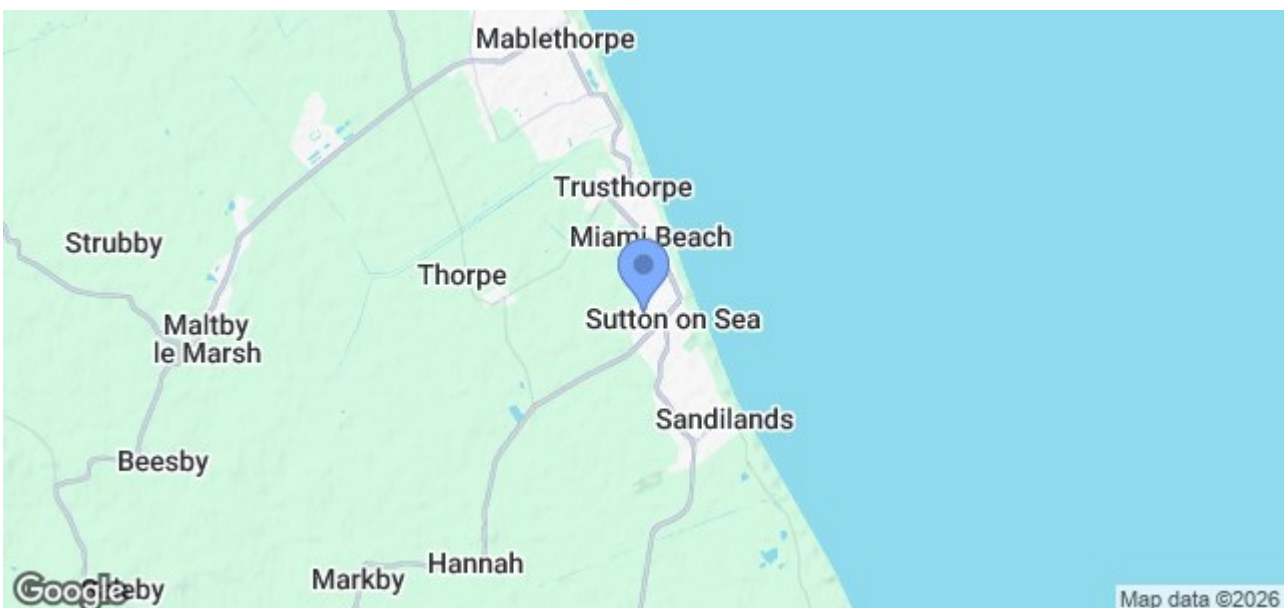 Mablethorpe
Trusthorpe
Miami Beach
Strubby
Thorpe
Sutton on Sea
Maltby
le Marsh
Sandilands
Beesby
Hannah
Markby
Google
Map data ©2026